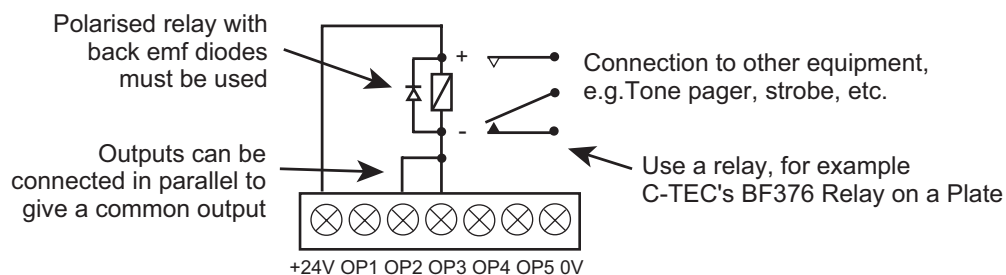 Polarised relay with
back emf diodes
must be used
+
-
Connection to other equipment,
e.g.Tone pager, strobe, etc.
Outputs can be
connected in parallel to
give a common output
Use a relay, for example
C-TEC's BF376 Relay on a Plate
+24V OP1 OP2 OP3 OP4 OP5 0V